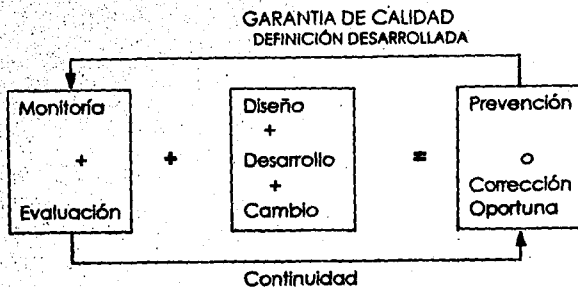 GARANTIA DE CALIDAD
DEFINICIÓN DESARROLLADA
Monitoría
+
Evaluación
+
Diseño
+
Desarrollo
+
Cambio
=
Prevención
o
Corrección
Oportuna
Continuidad